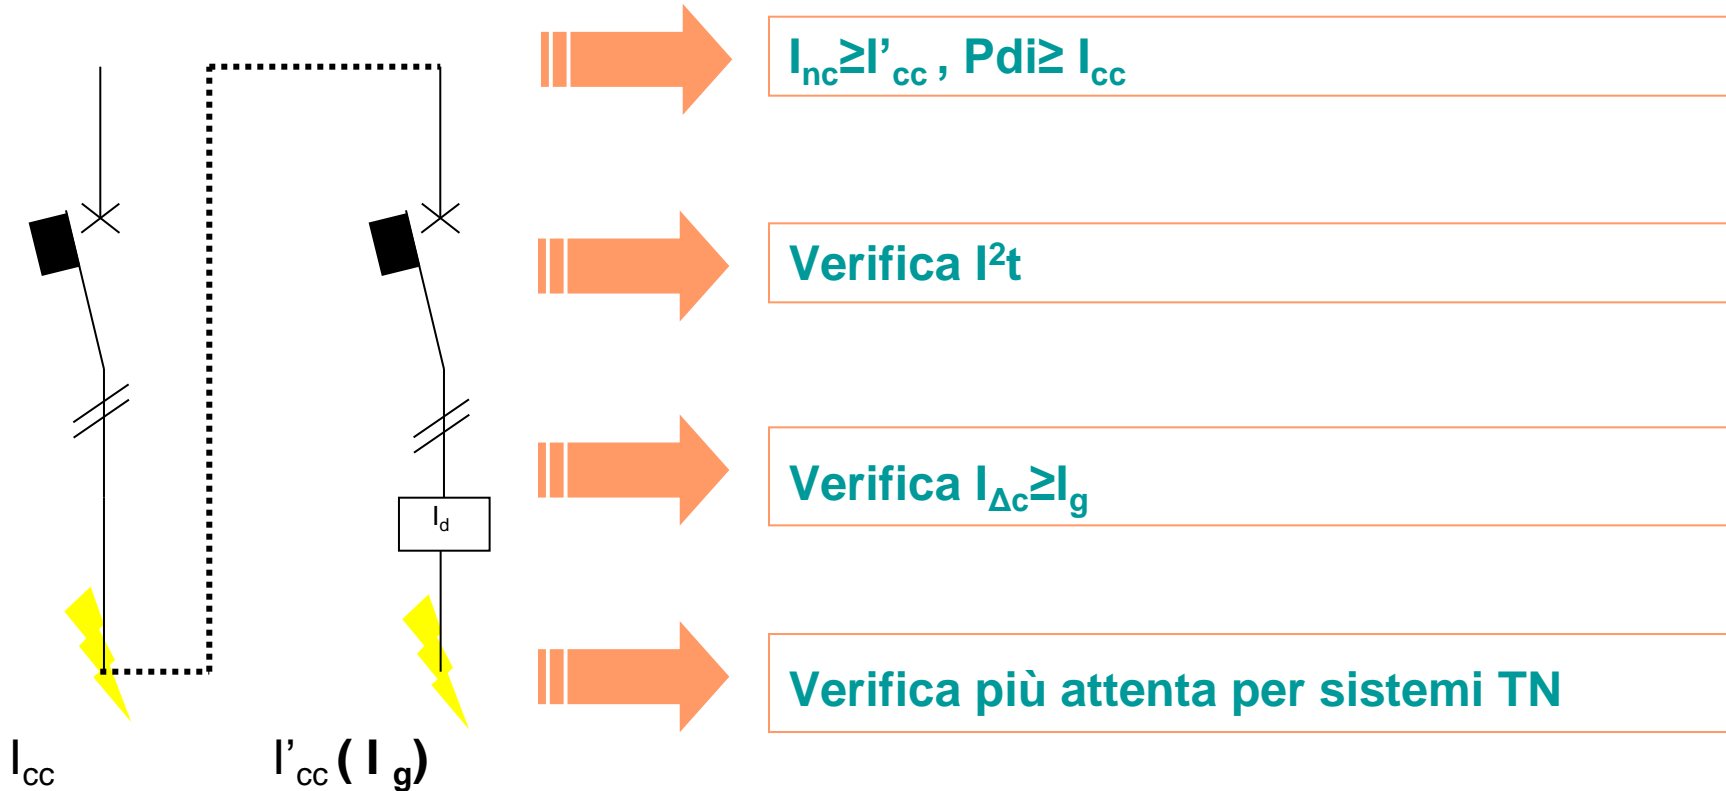 Inc≥I’cc , Pdi≥ Icc
Verifica I²t
Verifica IΔc≥Ig
Id
Verifica più attenta per sistemi TN
Icc
I’cc ( I g)